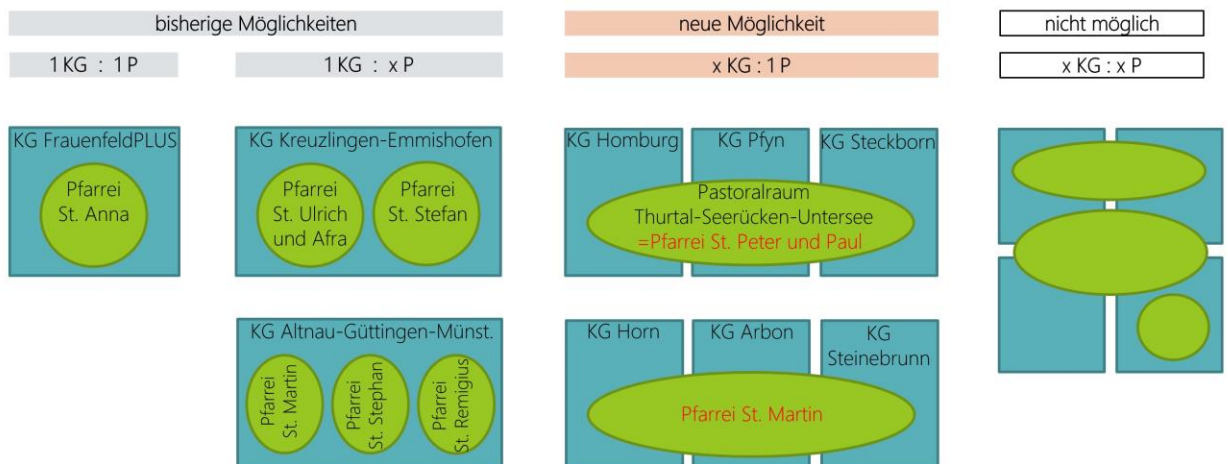 bisherige Möglichkeiten
neue Möglichkeit
nicht möglich
1 KG : 1 P
1 KG : x P
x KG : 1 P
x KG : x P
KG FrauenfeldPLUS
Pfarrei
St. Anna
KG Kreuzlingen-Emmishofen
Pfarrei
St. Ulrich
und Afra
Pfarrei
St. Stefan
KG Homburg
KG Pfyn
KG Steckborn
Pastoralraum
Thurtal-Seerücken-Untersee
=Pfarrei St. Peter und Paul
KG Altnau-Güttingen-Münst.
Pfarrei
St. Martin
Pfarrei
St. Stephan
Pfarrei
St. Remigius
KG Horn
KG Arbon
KG
Steinebrunn
Pfarrei St. Martin